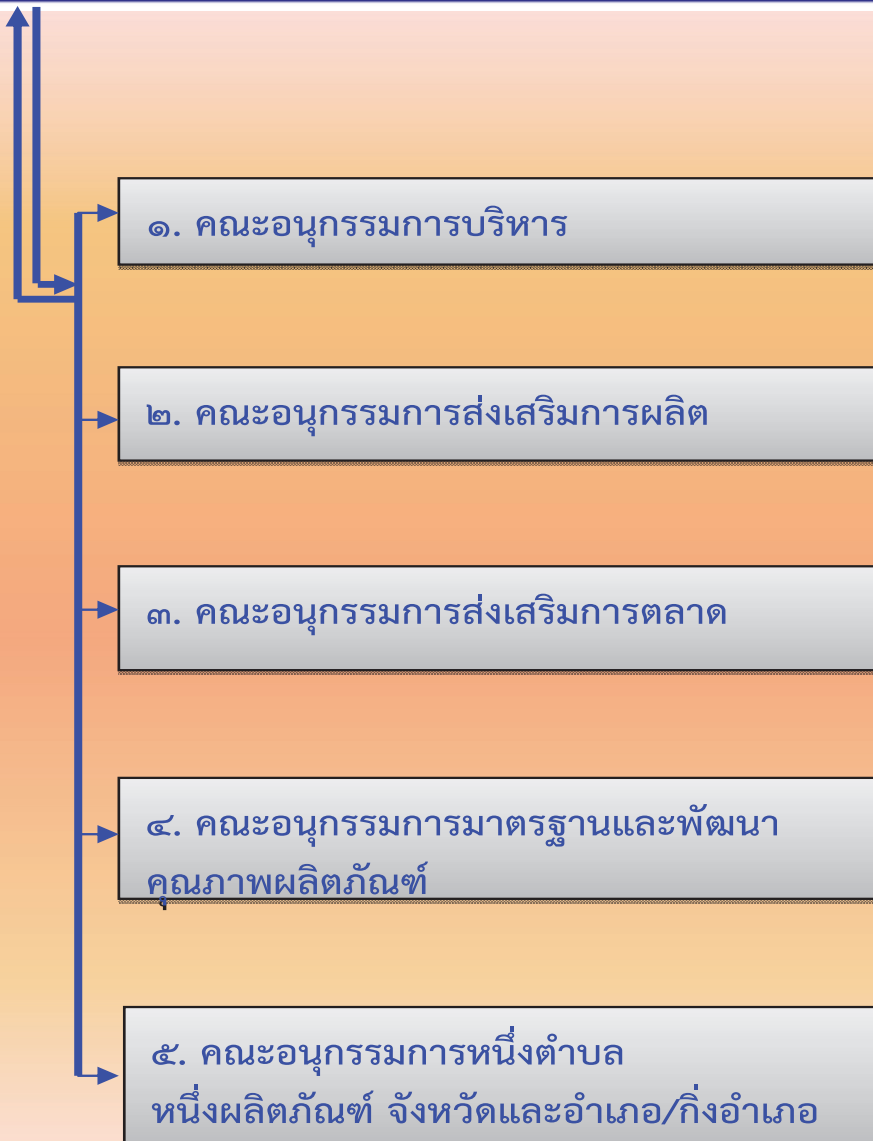 ๑. คณะอนุกรรมการบริหาร
๒. คณะอนุกรรมการส่งเสริมการผลิต
๓. คณะอนุกรรมการส่งเสริมการตลาด
๔. คณะอนุกรรมการมาตรฐานและพัฒนา
คุณภาพผลิตภัณฑ์
๕. คณะอนุกรรมการหนึ่งตำบล
หนึ่งผลิตภัณฑ์ จังหวัดและอำเภอ/กิ่งอำเภอ